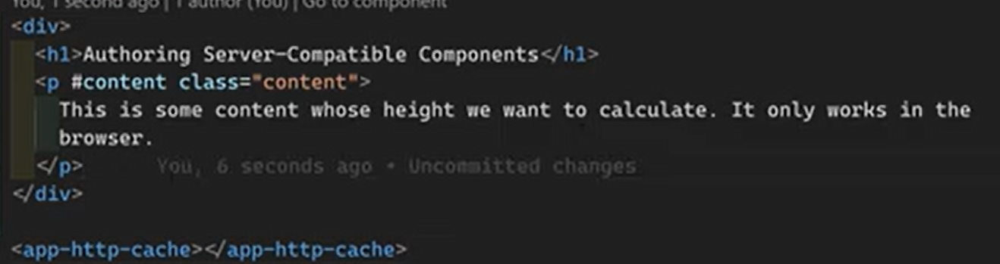 You, 1 second ago | 1 author (You) | Go to component
<div>
<h1>Authoring Server-Compatible Components</h1>
<p #content class="content">
This is some content whose height we want to calculate. It only works in the
browser.
</p> You, 6 seconds ago • Uncommitted changes
</div>
<app-http-cache></app-http-cache>